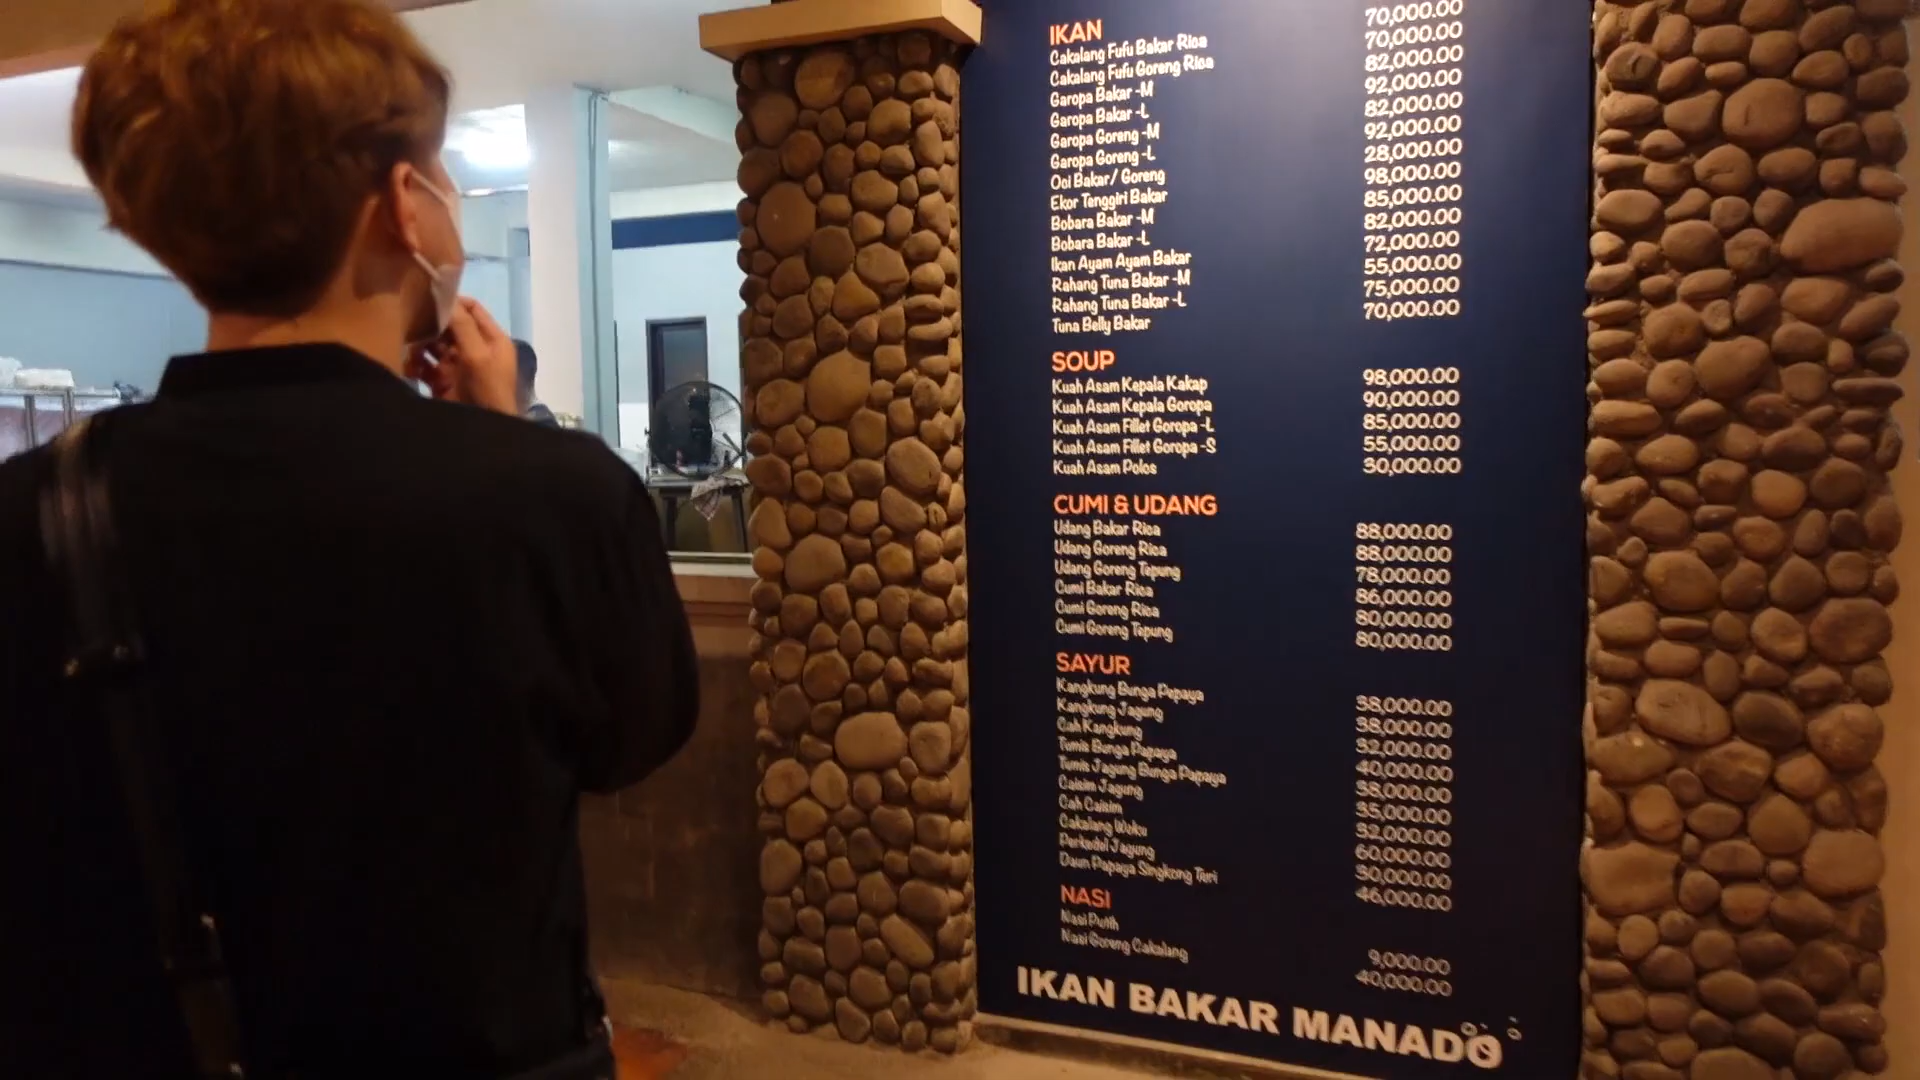 IKAN
Cakalang Fufu Bakar Rica 70,000.00
Cakalang Fufu Goreng Rica 70,000.00
Garopa Bakar -M 82,000.00
Garopa Bakar -L 92,000.00
Garopa Goreng -M 82,000.00
Garopa Goreng -L 92,000.00
Oci Bakar/ Goreng 28,000.00
Ekor Tenggiri Bakar 98,000.00
Bobara Bakar -M 85,000.00
Bobara Bakar -L 82,000.00
Ikan Ayam Ayam Bakar 72,000.00
Rahang Tuna Bakar -M 55,000.00
Rahang Tuna Bakar -L 75,000.00
Tuna Belly Bakar 70,000.00
SOUP
Kuah Asam Kepala Kakap 98,000.00
Kuah Asam Kepala Goropa 90,000.00
Kuah Asam Fillet Goropa -L 85,000.00
Kuah Asam Fillet Goropa -S 55,000.00
Kuah Asam Polos 30,000.00
CUMI & UDANG
Udang Bakar Rica 88,000.00
Udang Goreng Rica 88,000.00
Udang Goreng Tepung 78,000.00
Cumi Bakar Rica 86,000.00
Cumi Goreng Rica 80,000.00
Cumi Goreng Tepung 80,000.00
SAYUR
Kangkung Bunga Pepaya 38,000.00
Kangkung Jagung 38,000.00
Cah Kangkung 32,000.00
Tumis Bunga Papaya 40,000.00
Tumis Jagung Bunga Papaya 38,000.00
Caisim Jagung 35,000.00
Cah Caisim 32,000.00
Cakalang Woku 60,000.00
Perkedel Jagung 30,000.00
Daun Papaya Singkong Turi 46,000.00
NASI
Nasi Putih 9,000.00
Nasi Goreng Cakalang 40,000.00
IKAN BAKAR MANADO